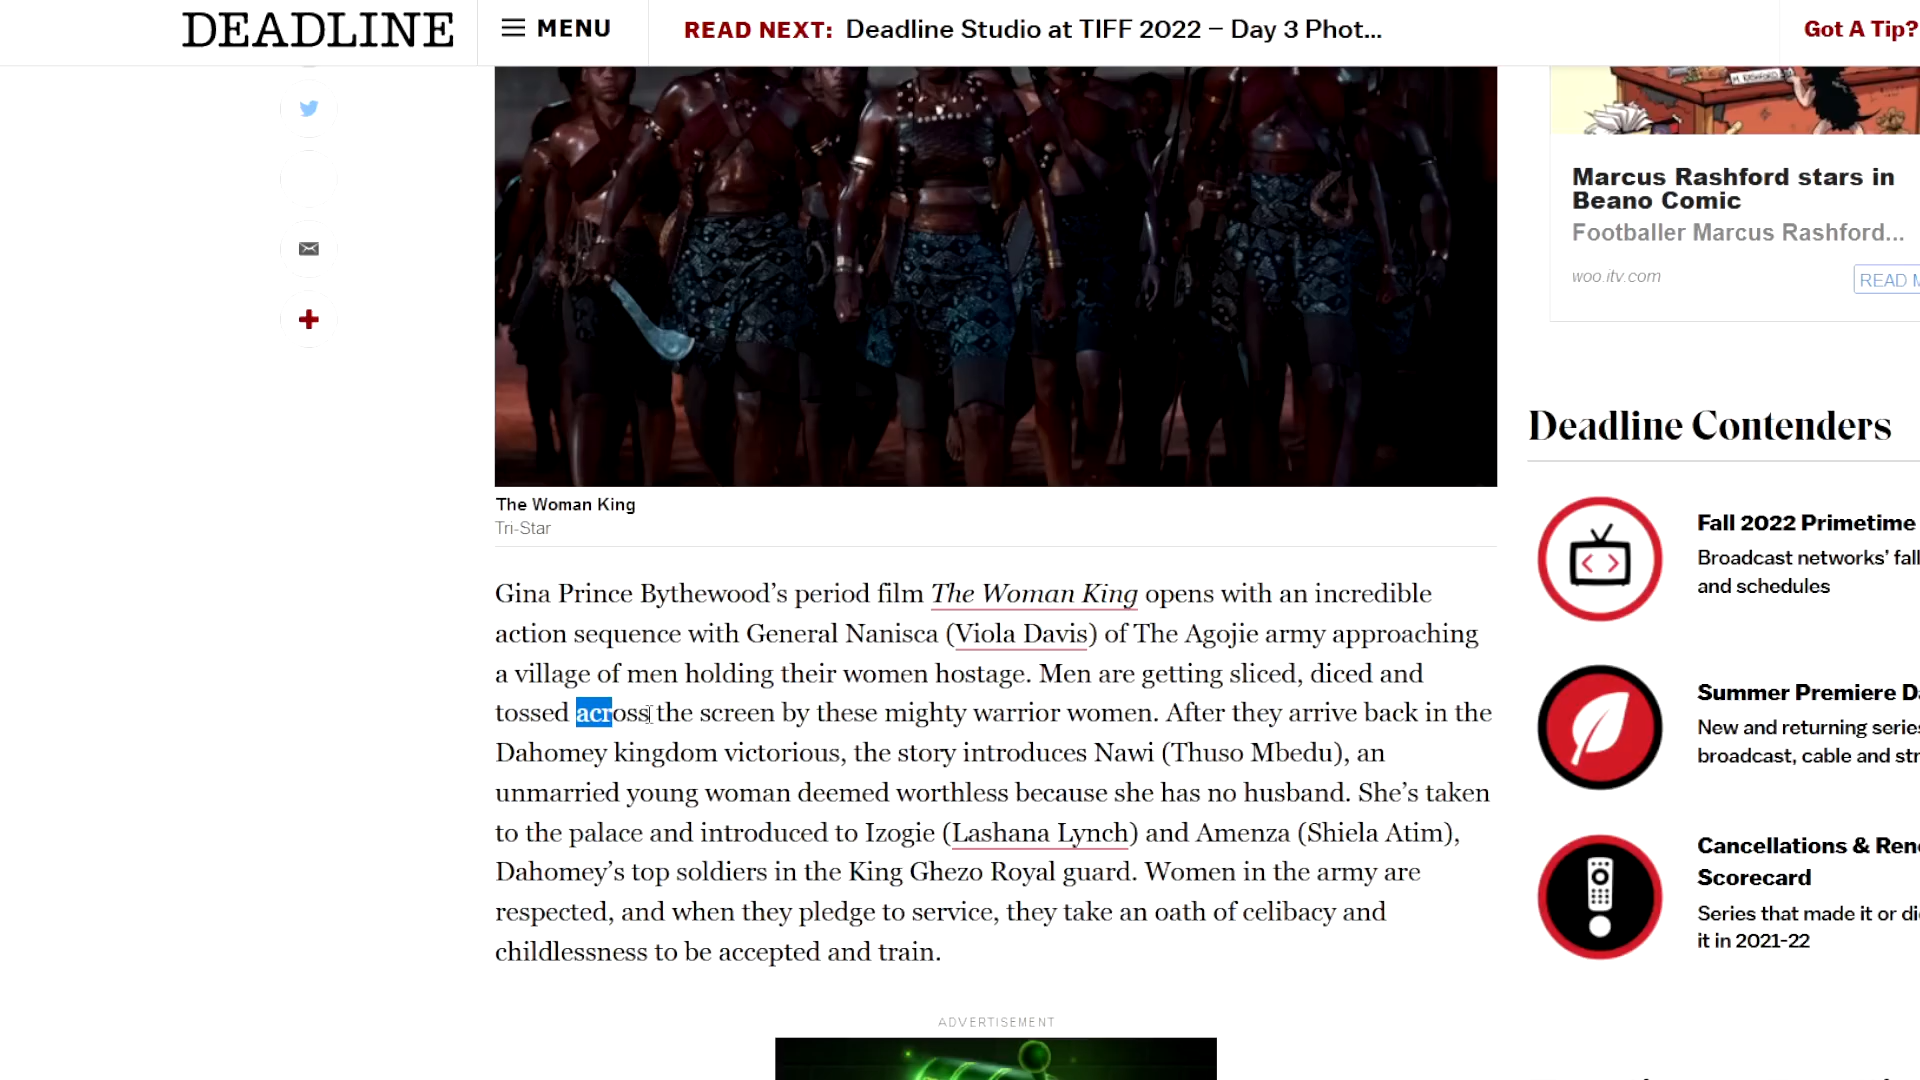 DEADLINE
MENU
READ NEXT: Deadline Studio at TIFF 2022 – Day 3 Phot...
Got A Tip?
M. RASHFORD
Marcus Rashford stars in
Beano Comic
Footballer Marcus Rashford...
woo.itv.com
READ M
The Woman King
Tri-Star
Gina Prince Bythewood’s period film The Woman King opens with an incredible
action sequence with General Nanisca (Viola Davis) of The Agojie army approaching
a village of men holding their women hostage. Men are getting sliced, diced and
tossed across the screen by these mighty warrior women. After they arrive back in the
Dahomey kingdom victorious, the story introduces Nawi (Thuso Mbedu), an
unmarried young woman deemed worthless because she has no husband. She’s taken
to the palace and introduced to Izogie (Lashana Lynch) and Amenza (Shiela Atim),
Dahomey’s top soldiers in the King Ghezo Royal guard. Women in the army are
respected, and when they pledge to service, they take an oath of celibacy and
childlessness to be accepted and train.
ADVERTISEMENT
Deadline Contenders
Fall 2022 Primetime
Broadcast networks’ fall
and schedules
Summer Premiere Da
New and returning series
broadcast, cable and str
Cancellations & Rene
Scorecard
Series that made it or di
it in 2021-22